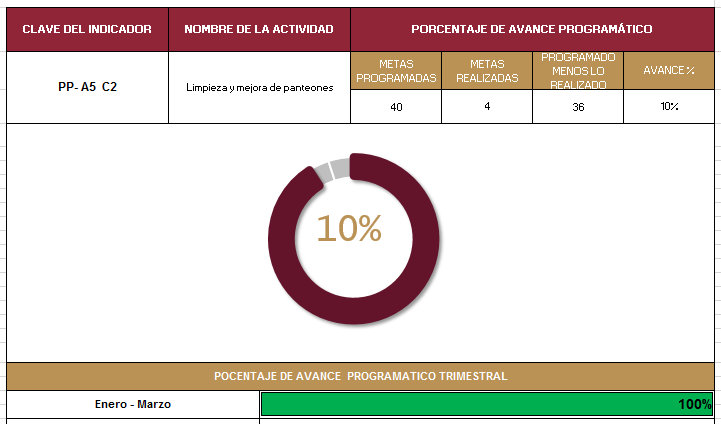 CLAVE DEL INDICADOR
NOMBRE DE LA ACTIVIDAD
PORCENTAJE DE AVANCE PROGRAMÁTICO
METAS
PROGRAMADAS
METAS
REALIZADAS
PROGRAMADO
MENOS LO
REALIZADO
AVANCE %
PP- A5 C2
Limpieza y mejora de panteones
40
4
36
10%
10%
POCENTAJE DE AVANCE PROGRAMATICO TRIMESTRAL
Enero - Marzo
100%